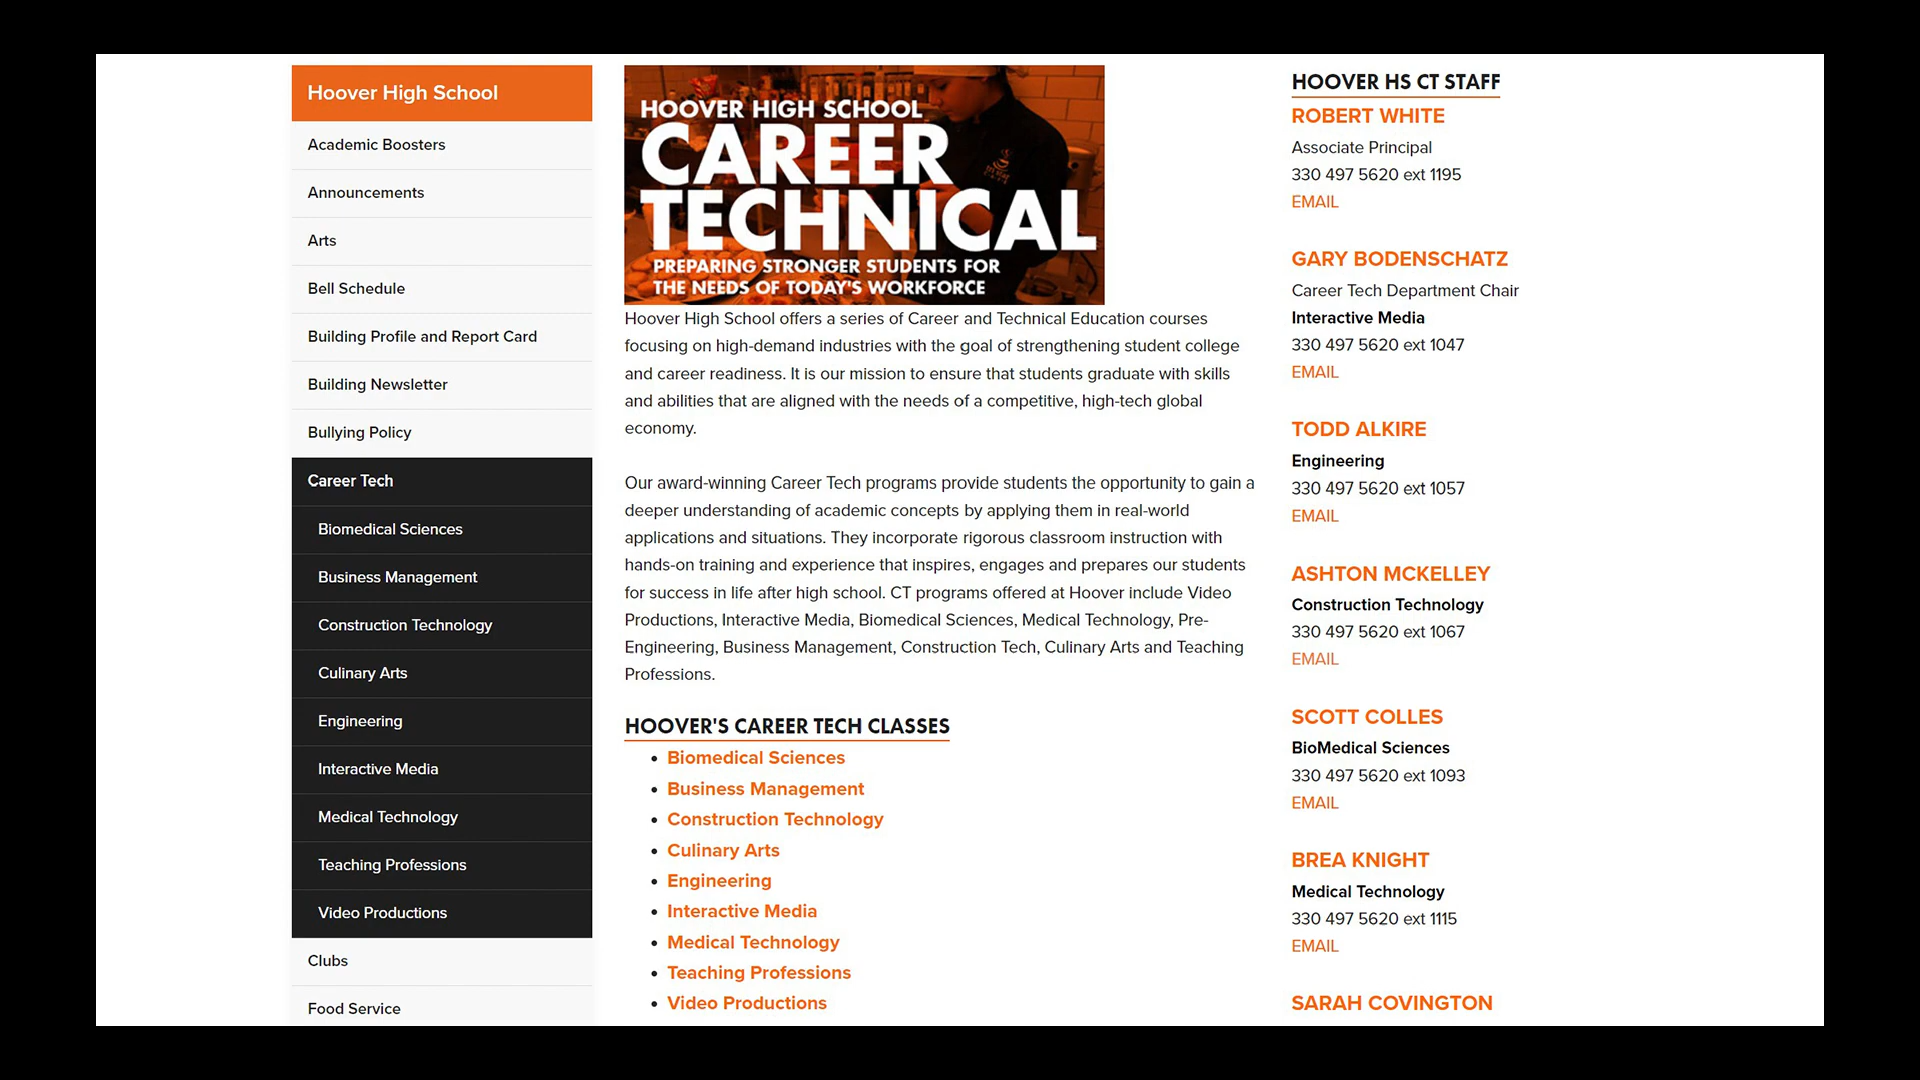 Hoover High School
Academic Boosters
Announcements
Arts
Bell Schedule
Building Profile and Report Card
Building Newsletter
Bullying Policy
Career Tech
Biomedical Sciences
Business Management
Construction Technology
Culinary Arts
Engineering
Interactive Media
Medical Technology
Teaching Professions
Video Productions
Clubs
Food Service
HOOVER HIGH SCHOOL
CAREER
TECHNICAL
PREPARING STRONGER STUDENTS FOR
THE NEEDS OF TODAY'S WORKFORCE
Hoover High School offers a series of Career and Technical Education courses
focusing on high-demand industries with the goal of strengthening student college
and career readiness. It is our mission to ensure that students graduate with skills
and abilities that are aligned with the needs of a competitive, high-tech global
economy.
Our award-winning Career Tech programs provide students the opportunity to gain a
deeper understanding of academic concepts by applying them in real-world
applications and situations. They incorporate rigorous classroom instruction with
hands-on training and experience that inspires, engages and prepares our students
for success in life after high school. CT programs offered at Hoover include Video
Productions, Interactive Media, Biomedical Sciences, Medical Technology, Pre-
Engineering, Business Management, Construction Tech, Culinary Arts and Teaching
Professions.
HOOVER'S CAREER TECH CLASSES
• Biomedical Sciences
• Business Management
• Construction Technology
• Culinary Arts
• Engineering
• Interactive Media
• Medical Technology
• Teaching Professions
• Video Productions
HOOVER HS CT STAFF
ROBERT WHITE
Associate Principal
330 497 5620 ext 1195
EMAIL
GARY BODENSCHATZ
Career Tech Department Chair
Interactive Media
330 497 5620 ext 1047
EMAIL
TODD ALKIRE
Engineering
330 497 5620 ext 1057
EMAIL
ASHTON MCKELLEY
Construction Technology
330 497 5620 ext 1067
EMAIL
SCOTT COLLES
BioMedical Sciences
330 497 5620 ext 1093
EMAIL
BREA KNIGHT
Medical Technology
330 497 5620 ext 1115
EMAIL
SARAH COVINGTON